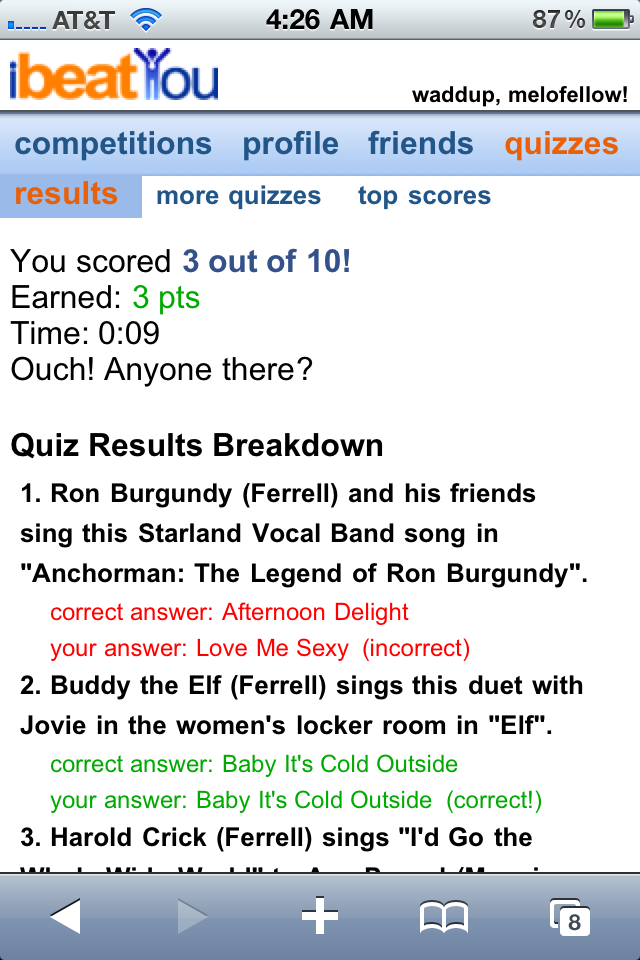 AT&T 4:26 AM 87%
ibeatyou
waddup, melofellow!
competitions profile friends quizzes
results more quizzes top scores
You scored 3 out of 10!
Earned: 3 pts
Time: 0:09
Ouch! Anyone there?
Quiz Results Breakdown
1. Ron Burgundy (Ferrell) and his friends
sing this Starland Vocal Band song in
"Anchorman: The Legend of Ron Burgundy".
correct answer: Afternoon Delight
your answer: Love Me Sexy (incorrect)
2. Buddy the Elf (Ferrell) sings this duet with
Jovie in the women's locker room in "Elf".
correct answer: Baby It's Cold Outside
your answer: Baby It's Cold Outside (correct!)
3. Harold Crick (Ferrell) sings "I'd Go the
Whole Wide World" to
8